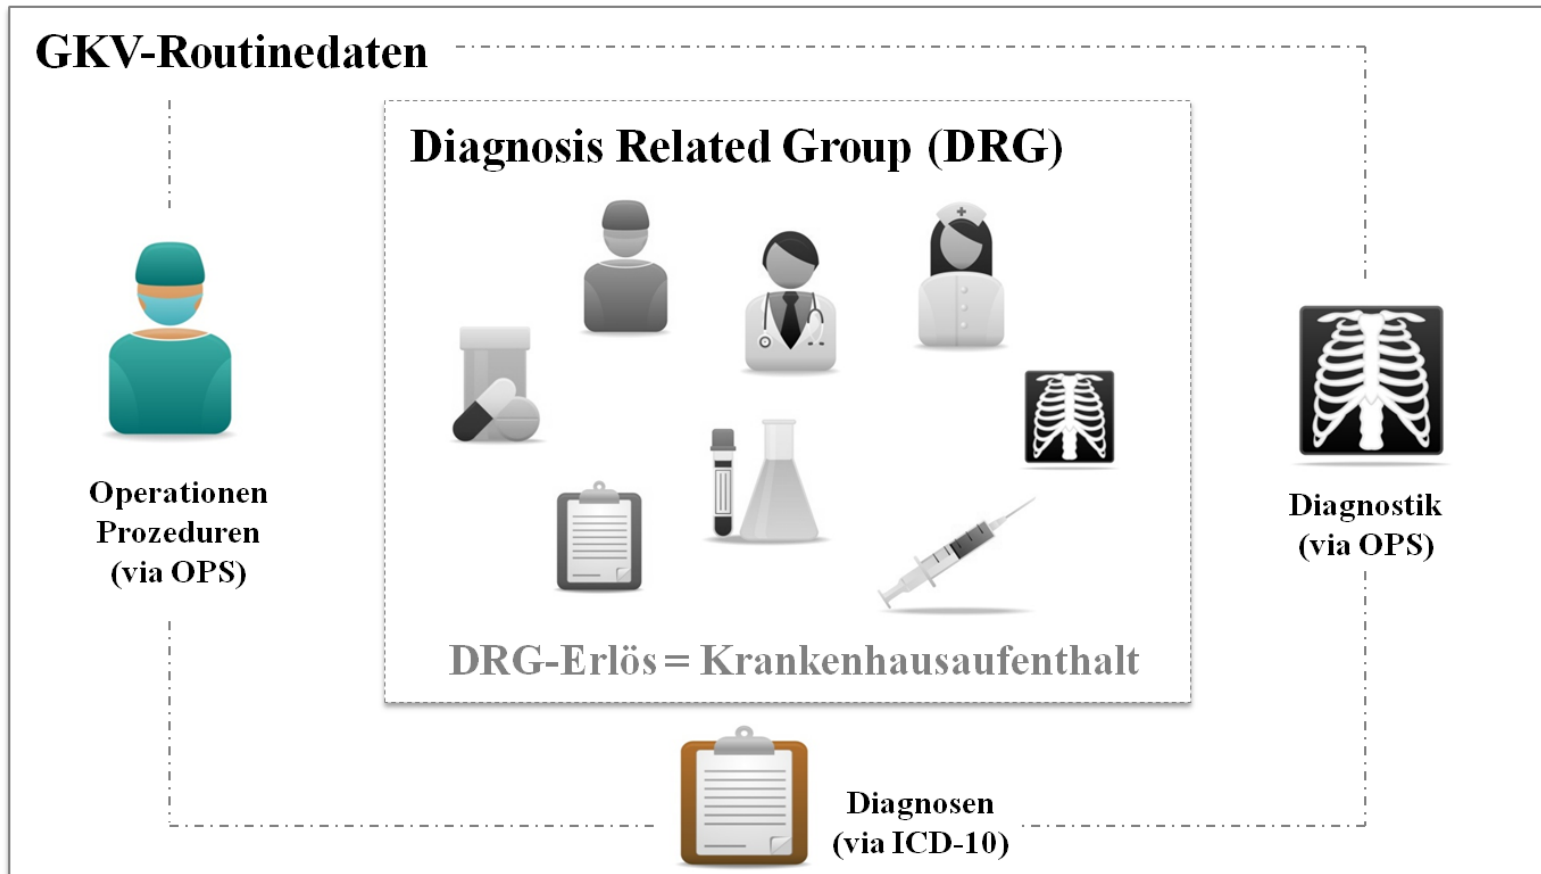 GKV-Routinedaten
Diagnosis Related Group (DRG)
Operationen
Prozeduren
(via OPS)
Diagnostik
(via OPS)
DRG-Erlös = Krankenhausaufenthalt
Diagnosen
(via ICD-10)